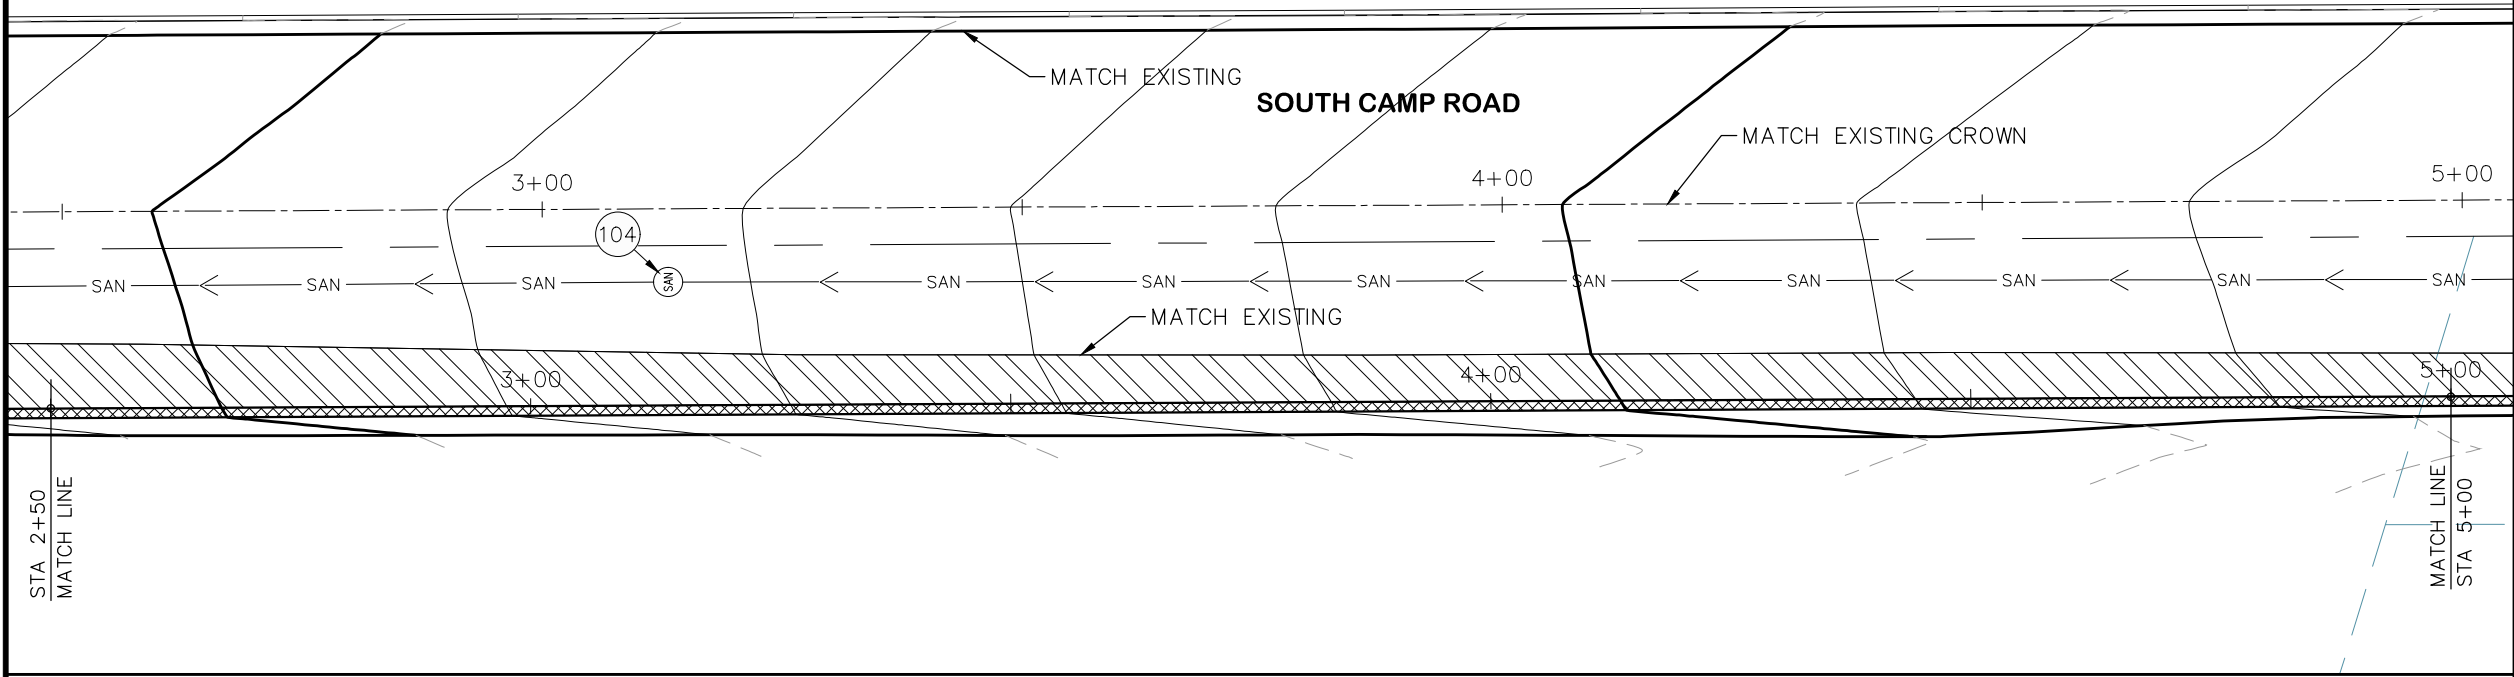 MATCH EXISTING
SOUTH CAMP ROAD
MATCH EXISTING CROWN
3+00
4+00
5+00
104
SAN
SAN SAN SAN SAN SAN SAN SAN SAN SAN SAN SAN
MATCH EXISTING
3+00
4+00
5+00
STA 2+50
MATCH LINE
MATCH LINE
STA 5+00